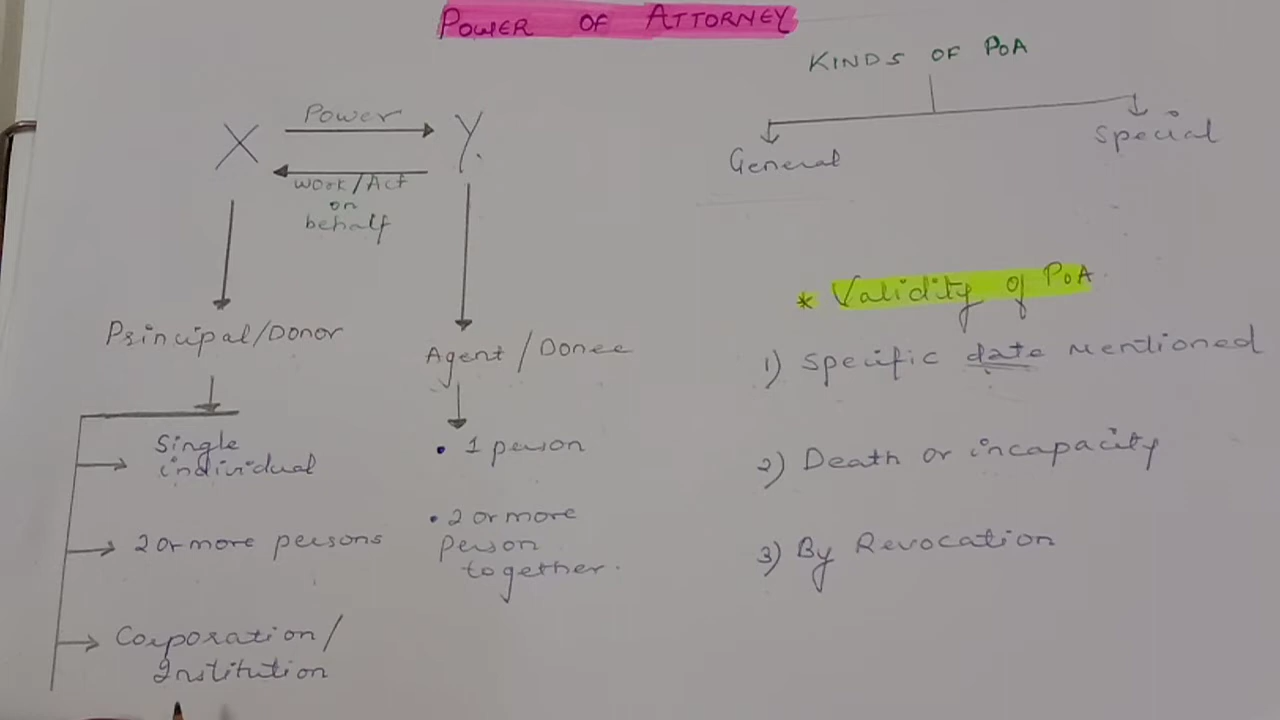 POWER OF ATTORNEY
X
Power
Y.
Work/Act
on
behalf
Principal/Donor
Agent/Donee
Single
individual
2 or more persons
Corporation/
Institution
• 1 person
• 2 or more
person
together.
KINDS OF PoA
General
Special
* Validity of PoA.
1) Specific date mentioned
2) Death or incapacity
3) By Revocation